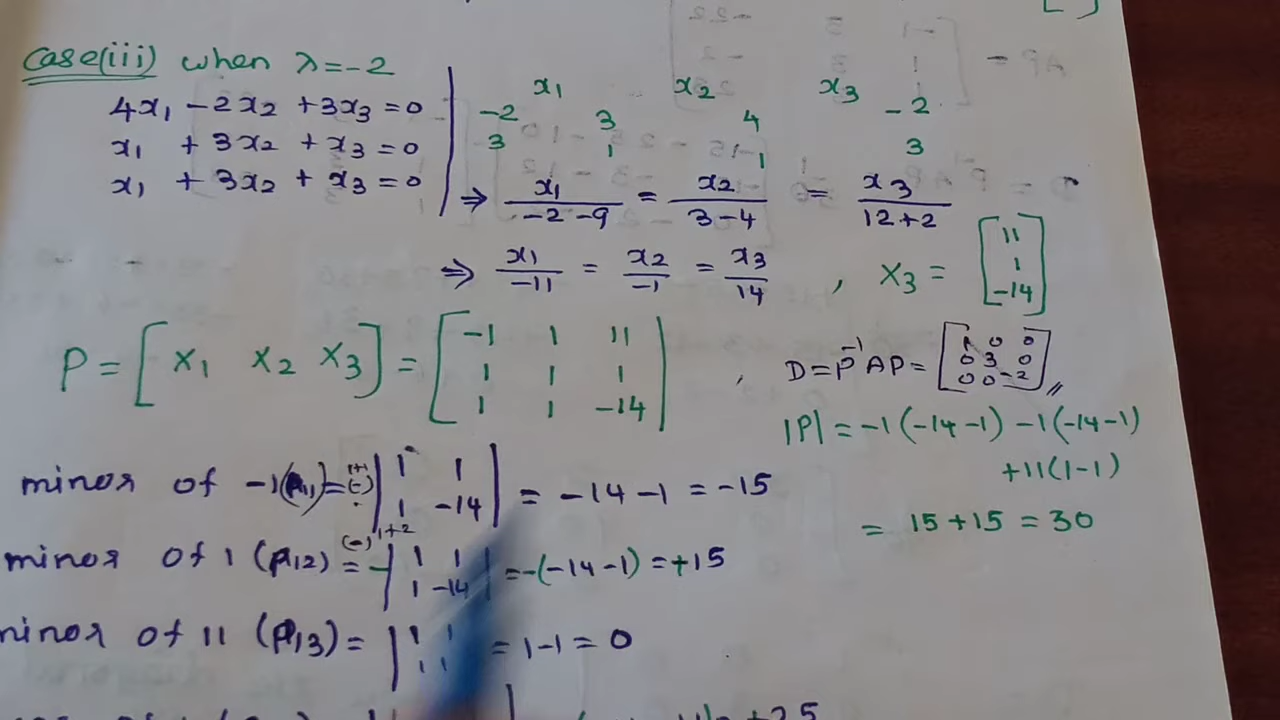 Case(iii) when λ=-2
4x₁ -2x₂ +3x₃ =0
x₁ +3x₂ +x₃ =0
x₁ +3x₂ +x₃ =0
x₁ x₂ x₃
-2 3 4 -2
3 1 1 3
⇒ x₁/(-2-9) = x₂/(3-4) = x₃/(12+2)
⇒ x₁/-11 = x₂/-1 = x₃/14 , X₃ = [11 1 -14]
P = [X₁ X₂ X₃] = [-1 1 11
1 1 1
1 1 -14]
, D=P⁻¹AP= [1 0 0
0 3 0
0 0 -2]
|P| = -1(-14-1) -1(-14-1)
+11(1-1)
= 15+15 = 30
minor of -1(P₁₁)=(-)¹⁺¹ |1 1
1 -14| = -14-1 = -15
minor of 1 (P₁₂) =(-)¹⁺² -|1 1
1 -14| =-(-14-1) =+15
minor of 11 (P₁₃)= |1 1
1 1| = 1-1 = 0